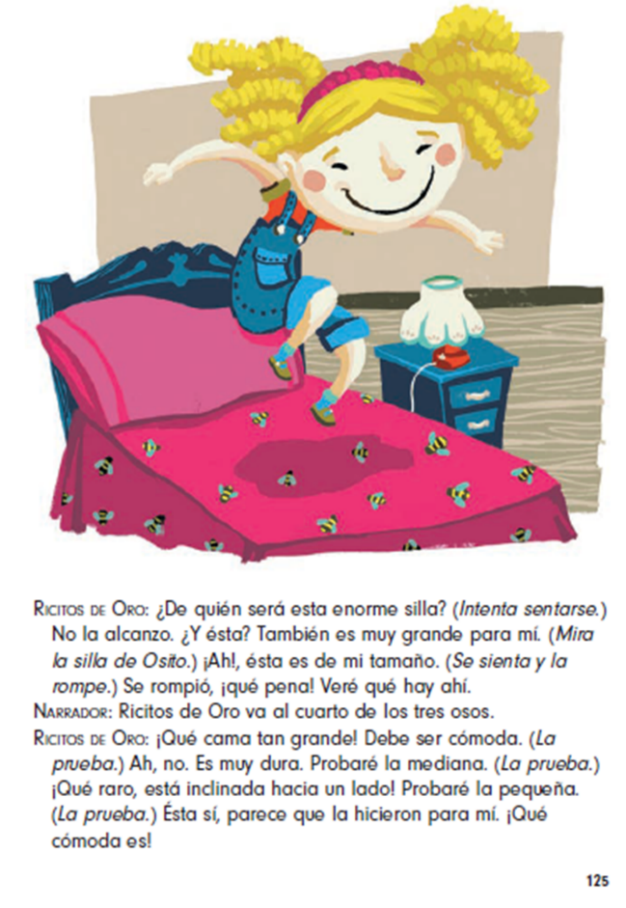 RICITOS DE ORO: ¿De quién será esta enorme silla? (Intenta sentarse.)
No la alcanzo. ¿Y ésta? También es muy grande para mí. (Mira
la silla de Osito.) ¡Ah!, ésta es de mi tamaño. (Se sienta y la
rompe.) Se rompió, ¡qué pena! Veré qué hay ahí.
NARRADOR: Ricitos de Oro va al cuarto de los tres osos.
RICITOS DE ORO: ¡Qué cama tan grande! Debe ser cómoda. (La
prueba.) Ah, no. Es muy dura. Probaré la mediana. (La prueba.)
¡Qué raro, está inclinada hacia un lado! Probaré la pequeña.
(La prueba.) Ésta sí, parece que la hicieron para mí. ¡Qué
cómoda es!
125